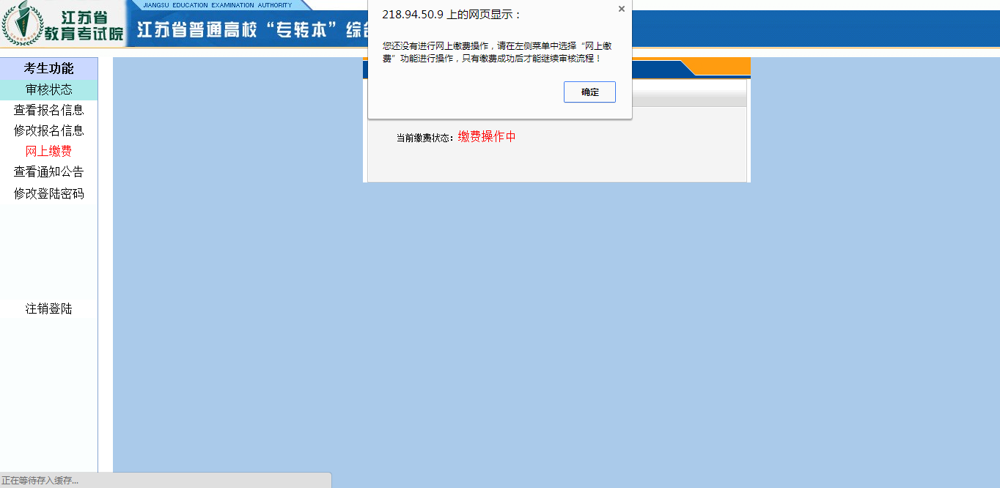 江苏省
教育考试院
JIANGSU EDUCATION EXAMINATION AUTHORITY
江苏省普通高校“专转本”综
218.94.50.9 上的网页显示：
您还没有进行网上缴费操作，请在左侧菜单中选择“网上缴
费”功能进行操作，只有缴费成功后才能继续审核流程！
确定
考生功能
审核状态
查看报名信息
修改报名信息
网上缴费
查看通知公告
修改登陆密码
注销登陆
当前缴费状态：缴费操作中
正在等待存入缓存...